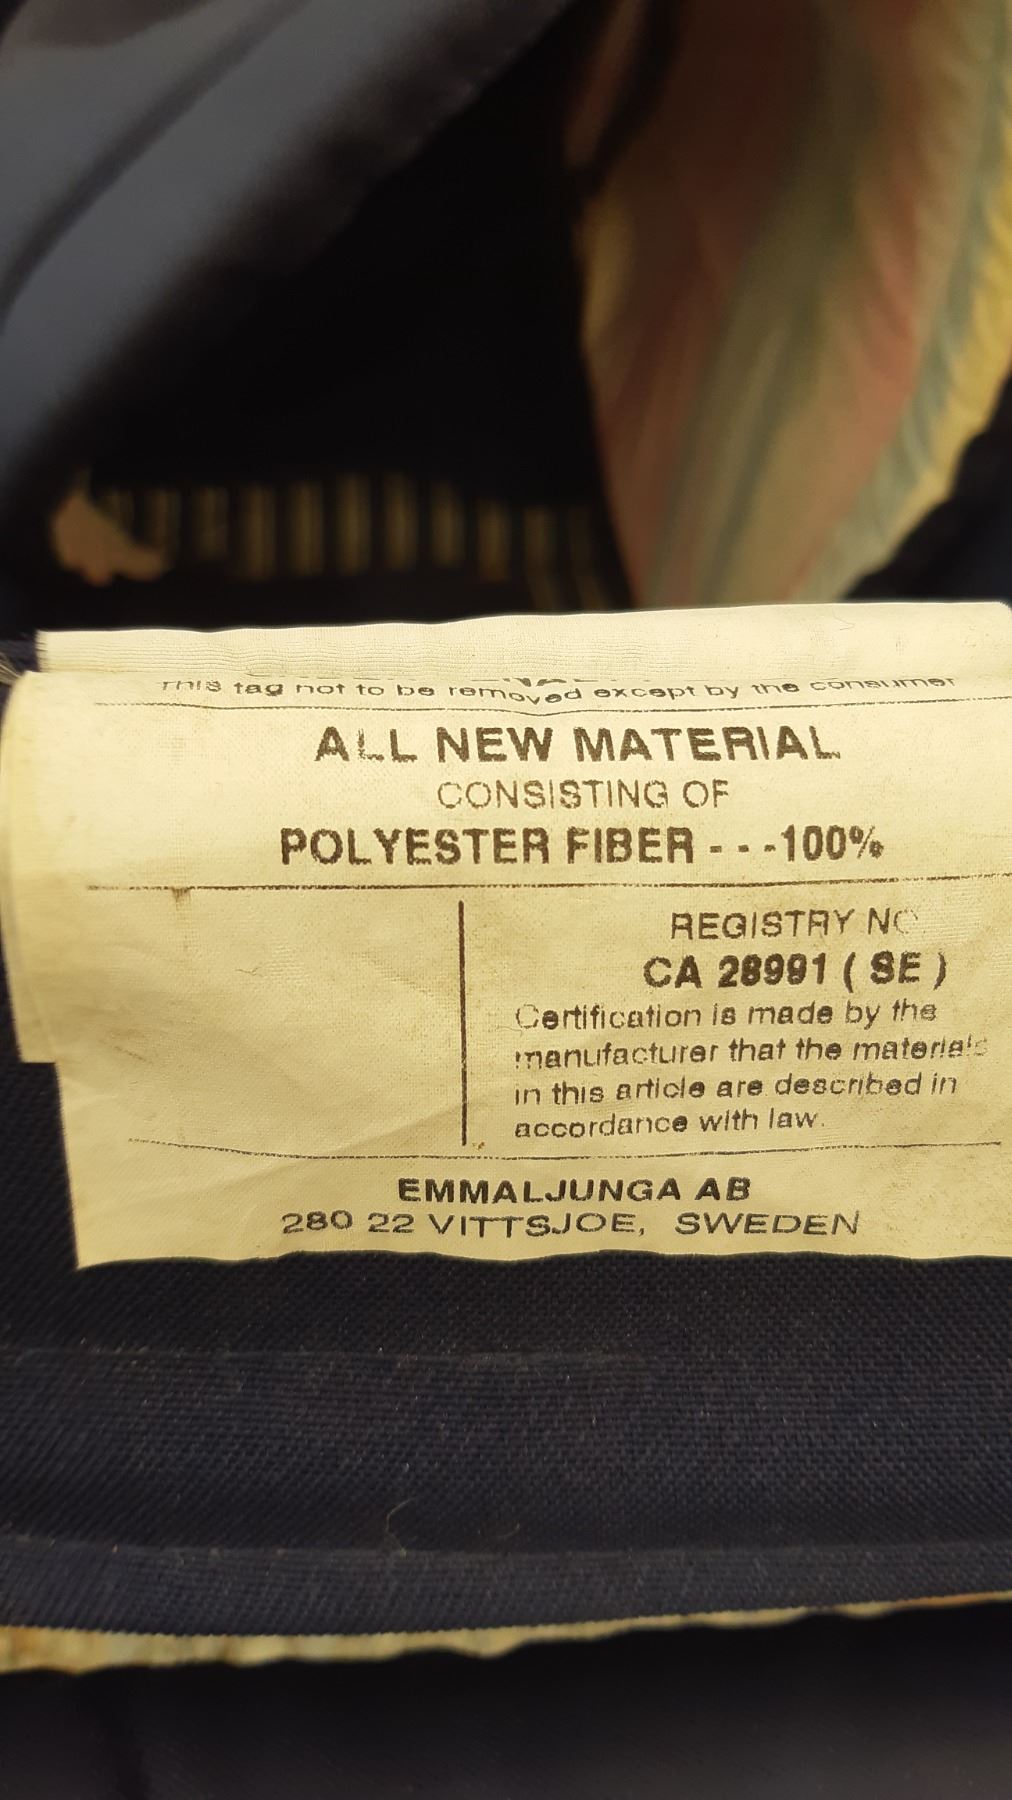 This tag not to be removed except by the consumer
ALL NEW MATERIAL
CONSISTING OF
POLYESTER FIBER - - -100%
REGISTRY NO
CA 28991 ( SE )
Certification is made by the
manufacturer that the materials
in this article are described in
accordance with law.
EMMALJUNGA AB
280 22 VITTSJOE, SWEDEN